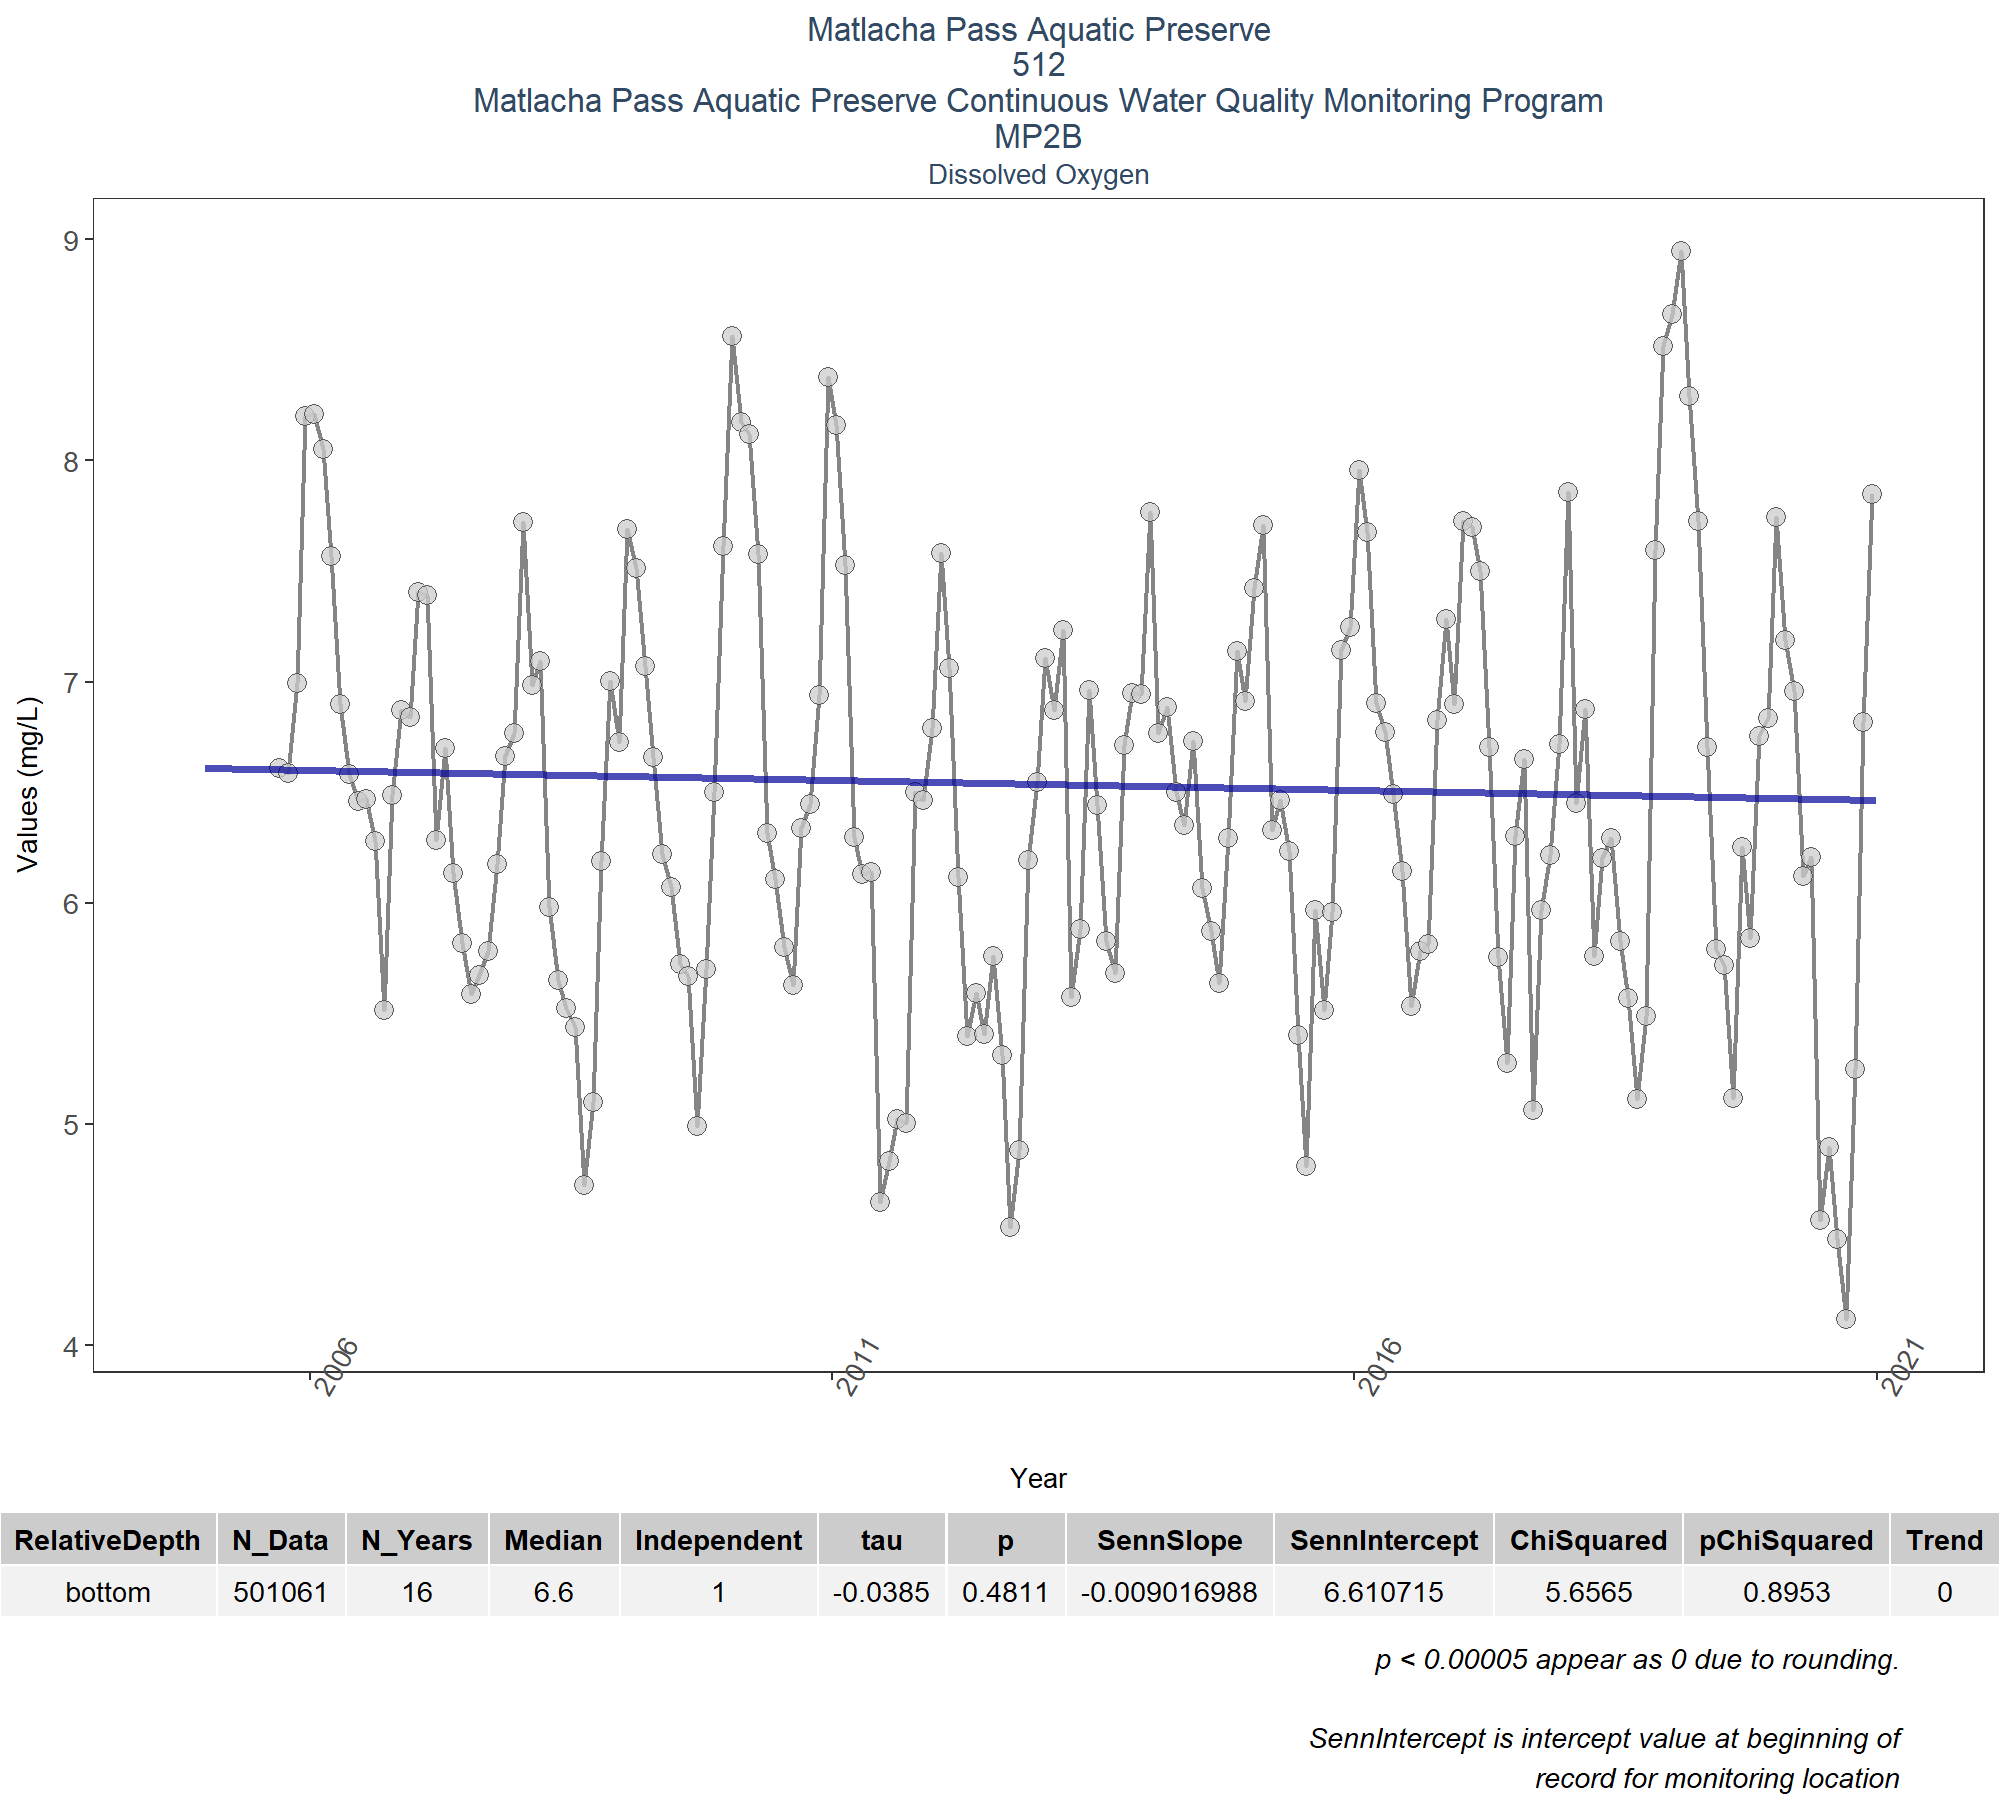 Matlacha Pass Aquatic Preserve
512
Matlacha Pass Aquatic Preserve Continuous Water Quality Monitoring Program
MP2B
Dissolved Oxygen
9
8
7
6
5
4
Values (mg/L)
2006 2011 2016 2021
Year
RelativeDepth N_Data N_Years Median Independent tau p SennSlope SennIntercept ChiSquared pChiSquared Trend
bottom 501061 16 6.6 1 -0.0385 0.4811 -0.009016988 6.610715 5.6565 0.8953 0
p < 0.00005 appear as 0 due to rounding.
SennIntercept is intercept value at beginning of
record for monitoring location